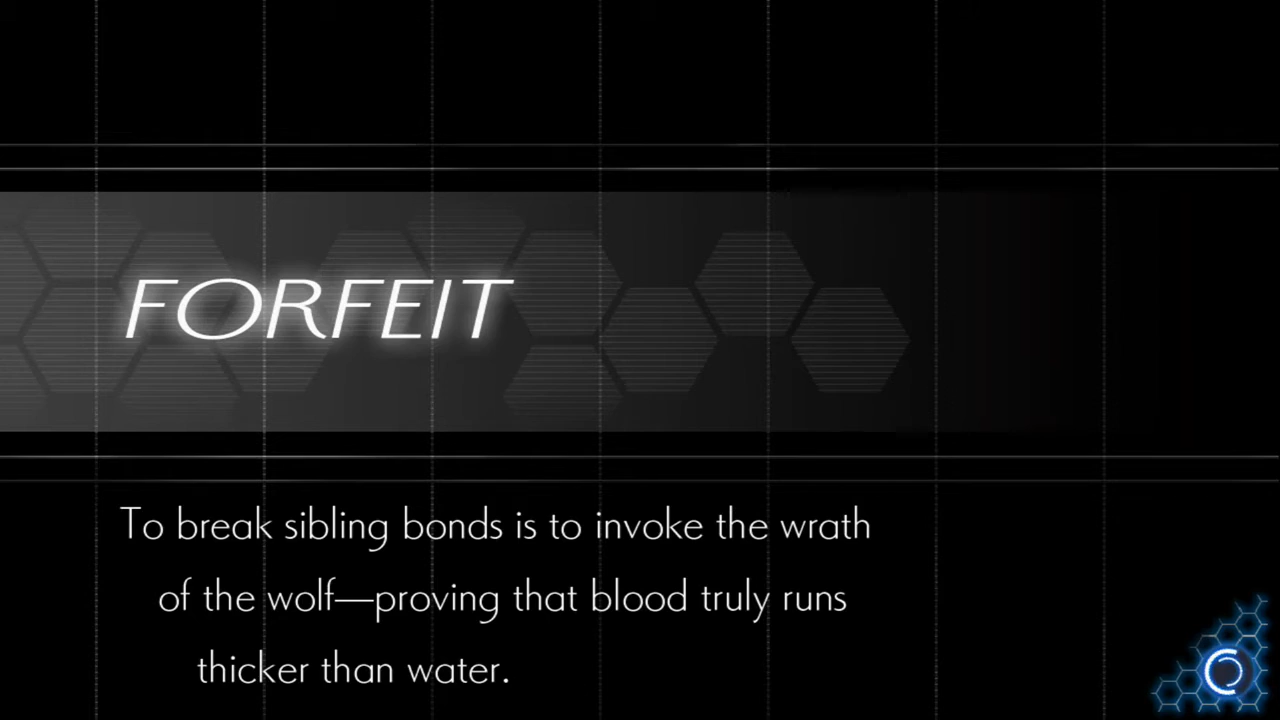 FORFEIT
To break sibling bonds is to invoke the wrath
of the wolf—proving that blood truly runs
thicker than water.